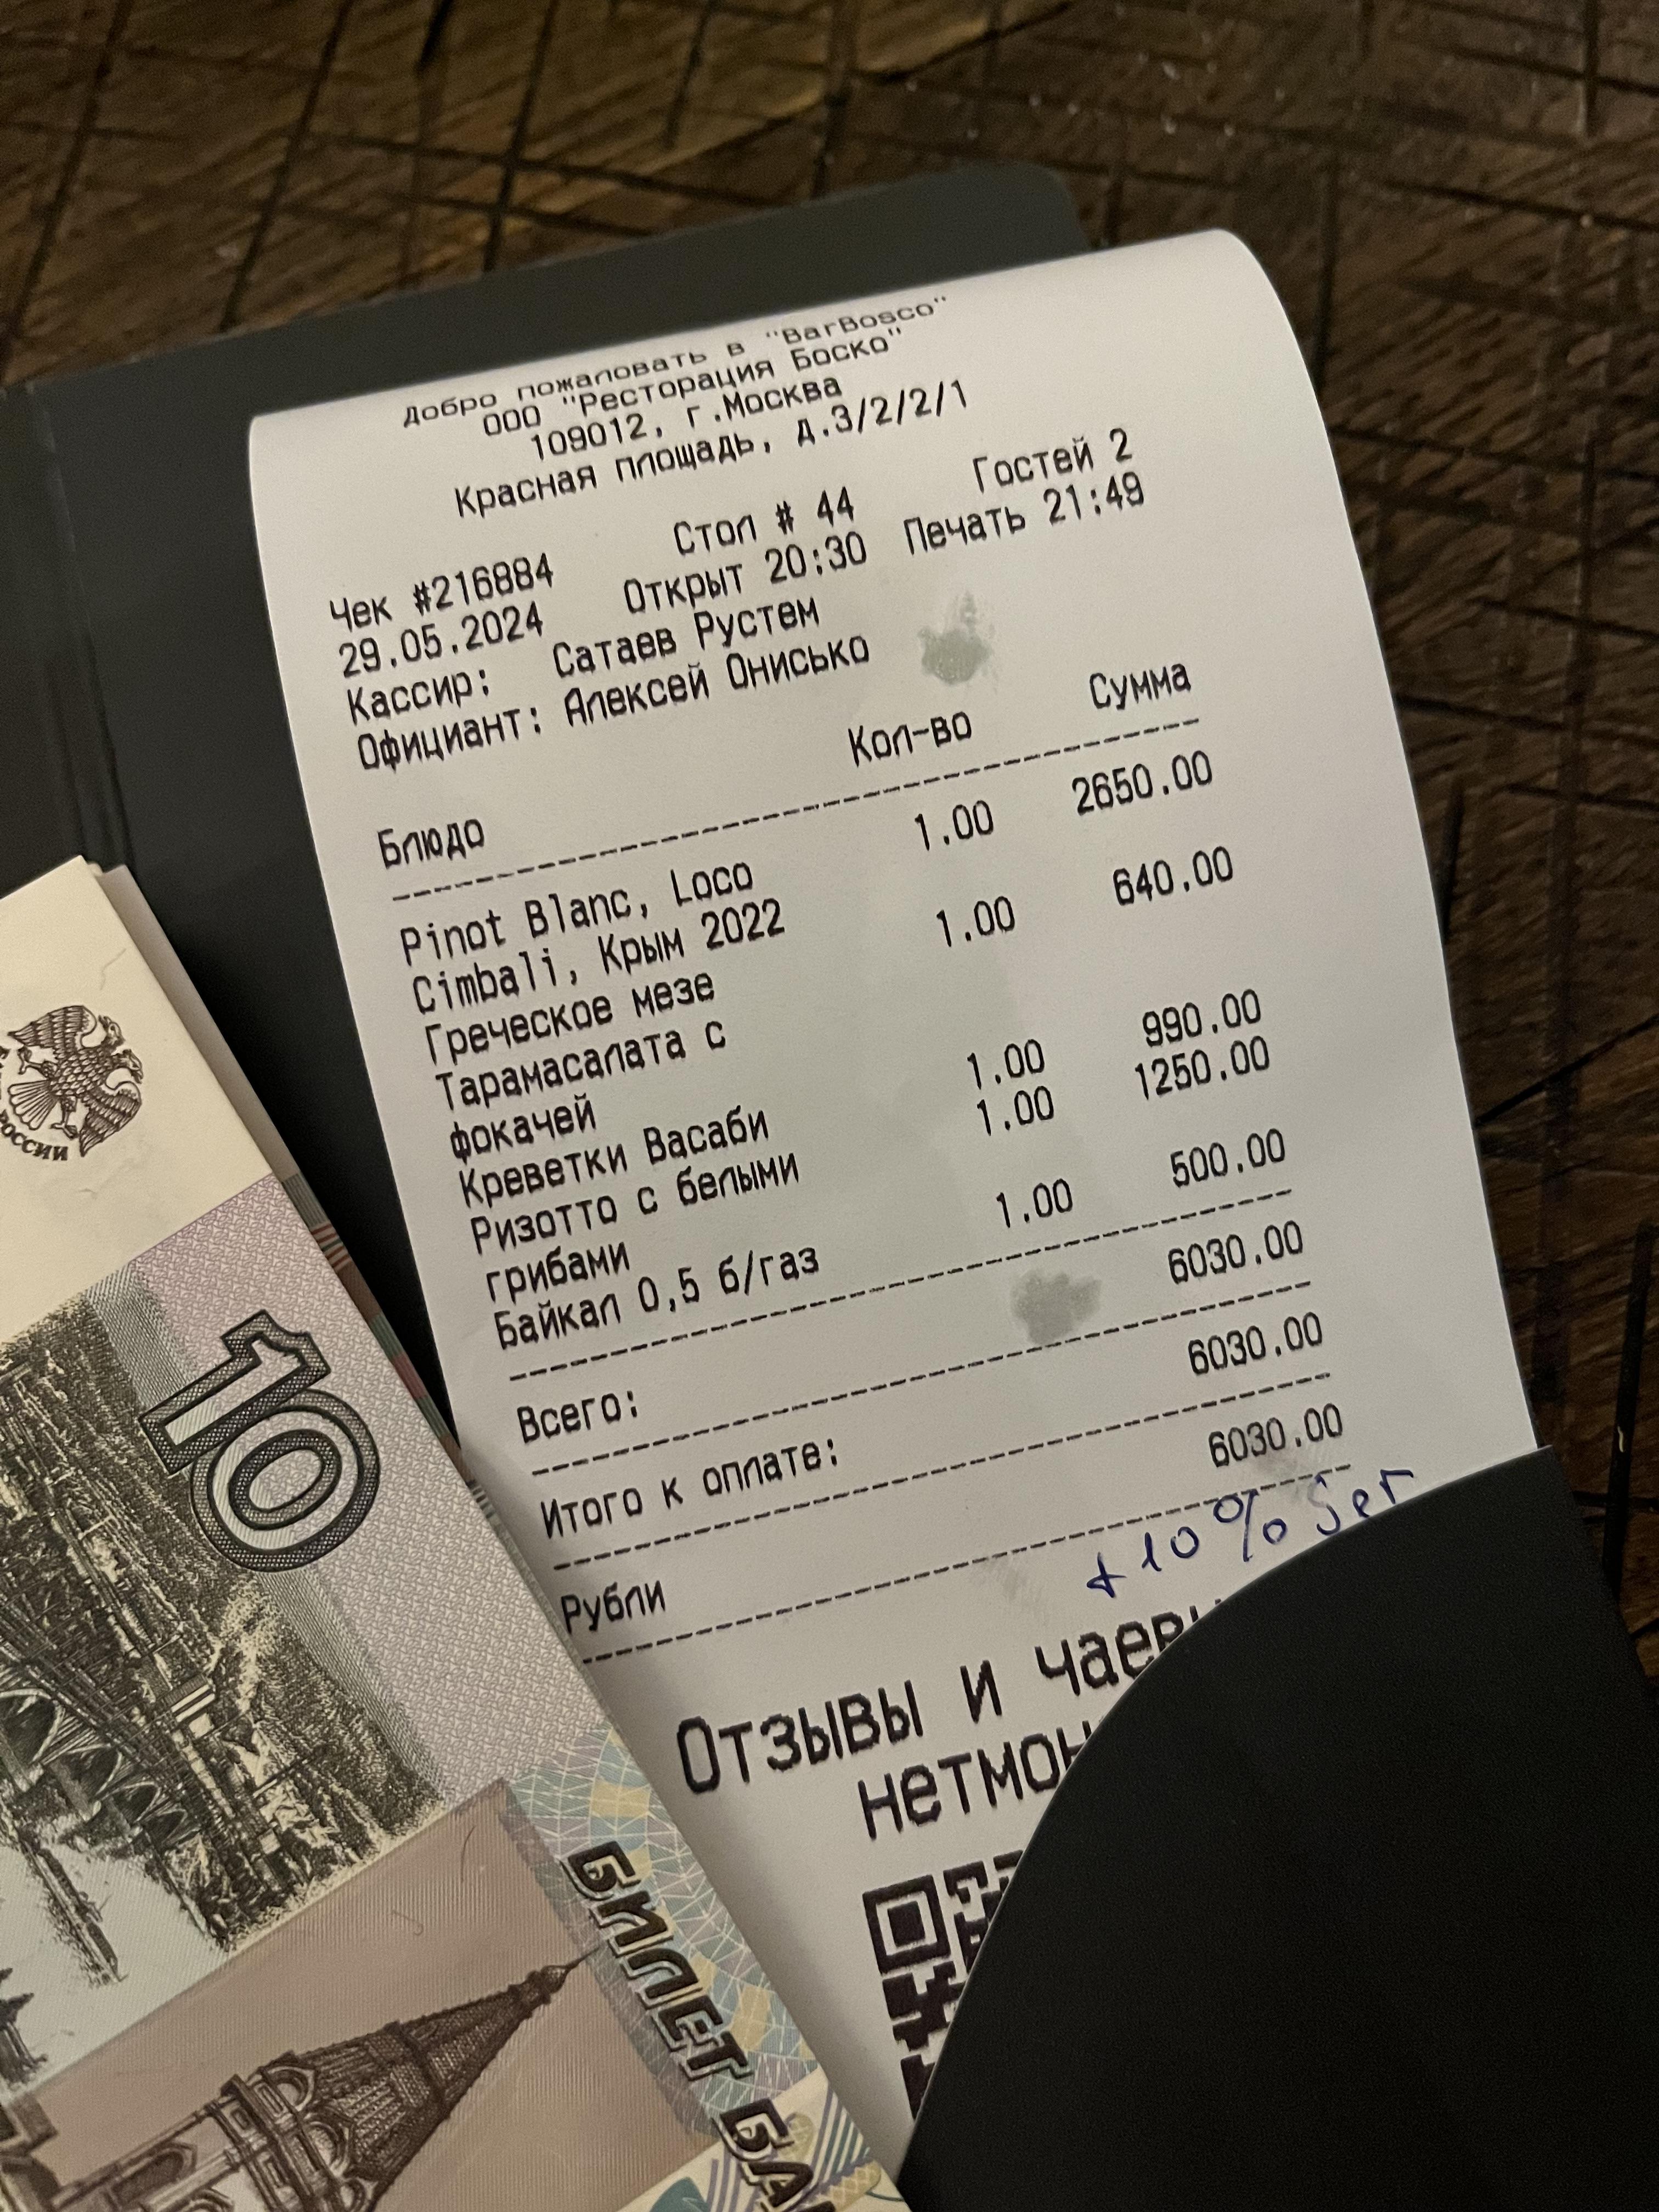 Добро пожаловать в "BarBosco"
ООО "Ресторация Боско"
109012, г.Москва
Красная площадь, д.3/2/2/1
Чек #216884 Стол # 44 Гостей 2
29.05.2024 Открыт 20:30 Печать 21:49
Кассир: Сатаев Рустем
Официант: Алексей Онисько
Блюдо Кол-во Сумма
Pinot Blanc, Loco 1.00 2650.00
Cimbali, Крым 2022
Греческое мезе 1.00 640.00
Тарамасалата с
фокачей
Креветки Васаби 1.00 990.00
Ризотто с белыми 1.00 1250.00
грибами
Байкал 0,5 б/газ 1.00 500.00
Всего: 6030.00
Итого к оплате: 6030.00
Рубли 6030.00
+10% ser
Отзывы и чаев
нетмон
РОССИИ
10
БИЛЕТ БА